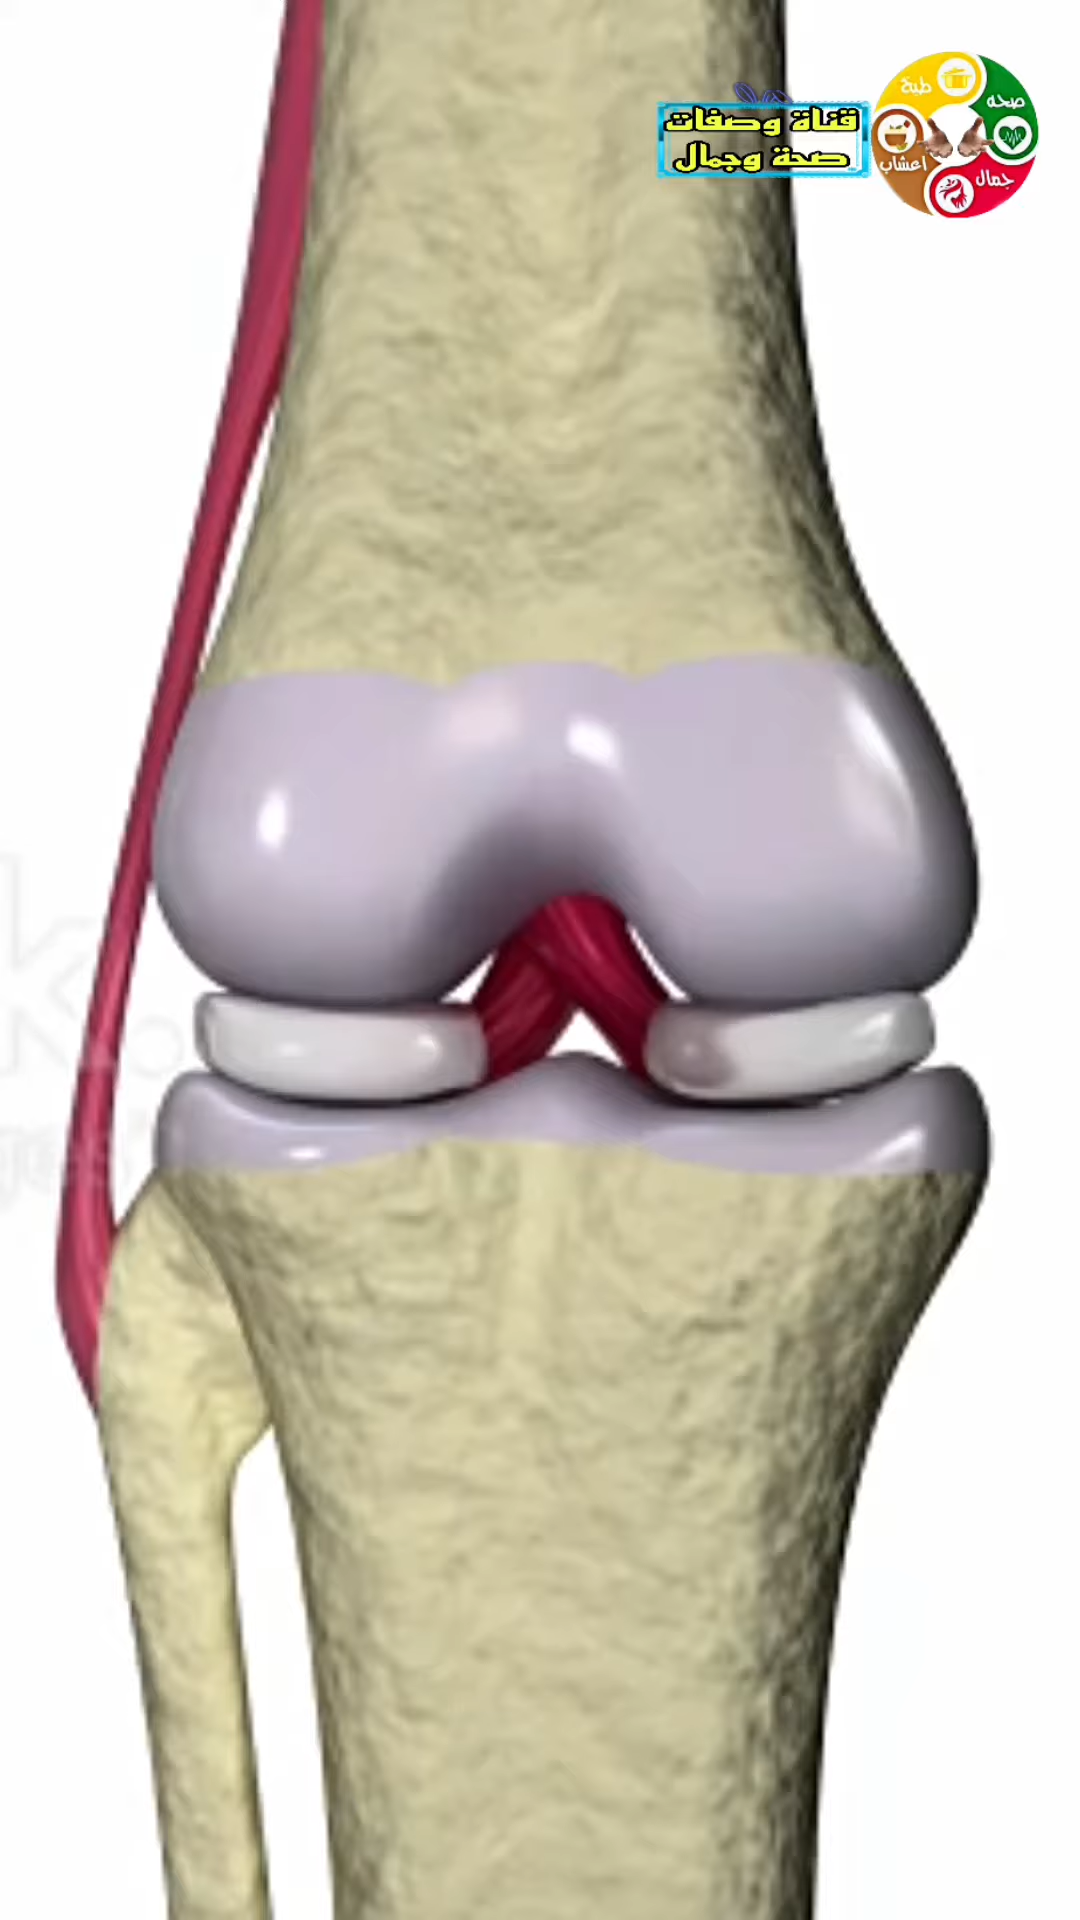 قناة وصفات
صحة وجمال
طبخ
صحه
اعشاب
جمال